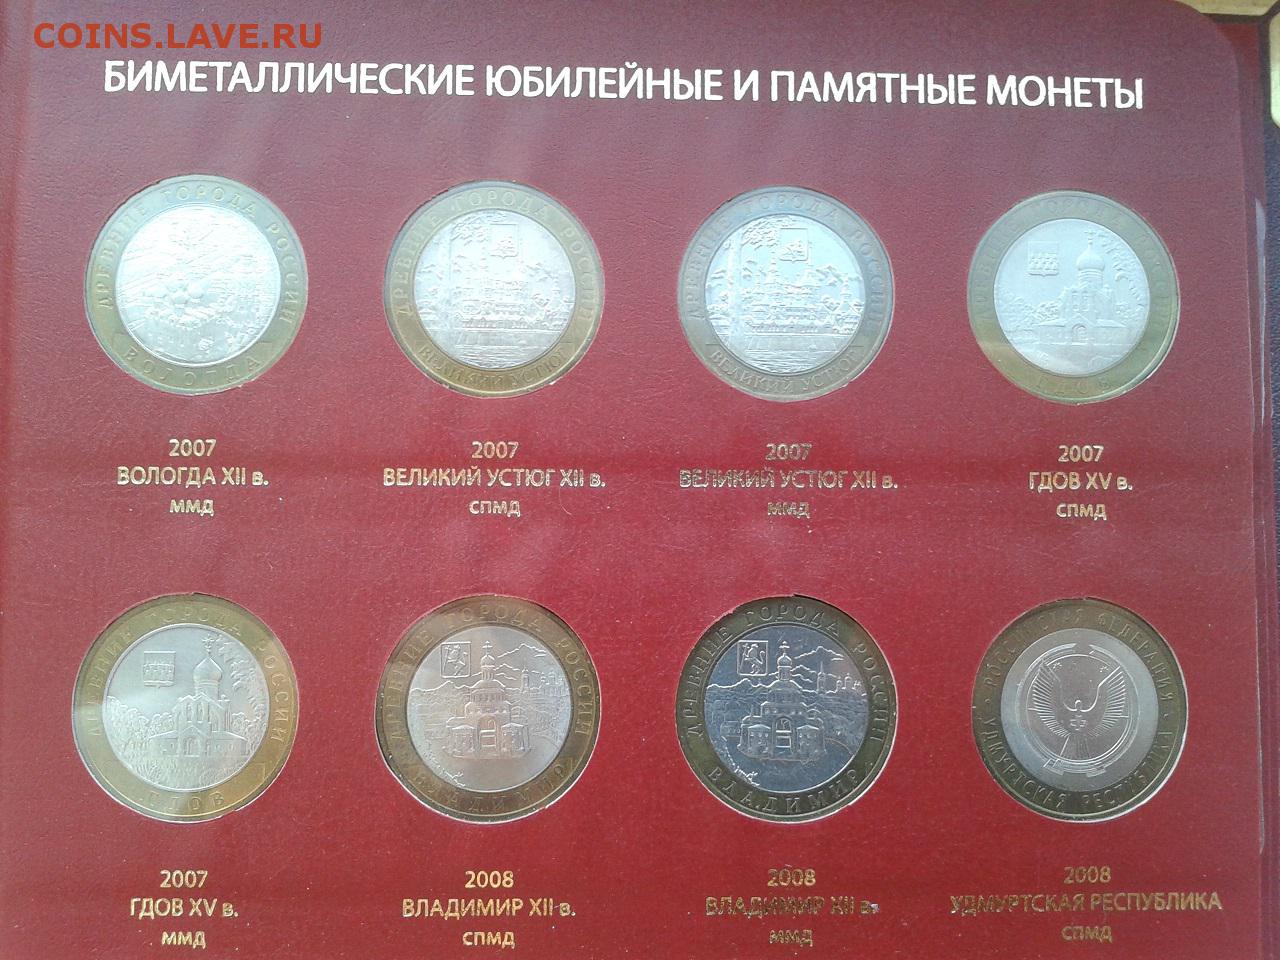 COINS.LAVE.RU
БИМЕТАЛЛИЧЕСКИЕ ЮБИЛЕЙНЫЕ И ПАМЯТНЫЕ МОНЕТЫ
ДРЕВНИЕ ГОРОДА РОССИИ
ВОЛОГДА
ДРЕВНИЕ ГОРОДА РОССИИ
ВЕЛИКИЙ УСТЮГ
ДРЕВНИЕ ГОРОДА РОССИИ
ВЕЛИКИЙ УСТЮГ
ДРЕВНИЕ ГОРОДА РОССИИ
ГДОВ
2007
ВОЛОГДА XII в.
ММД
2007
ВЕЛИКИЙ УСТЮГ XII в.
СПМД
2007
ВЕЛИКИЙ УСТЮГ XII в.
ММД
2007
ГДОВ XV в.
СПМД
ДРЕВНИЕ ГОРОДА РОССИИ
ГДОВ
ДРЕВНИЕ ГОРОДА РОССИИ
ВЛАДИМИР
ДРЕВНИЕ ГОРОДА РОССИИ
ВЛАДИМИР
РОССИЙСКАЯ ФЕДЕРАЦИЯ
УДМУРТСКАЯ РЕСПУБЛИКА
2007
ГДОВ XV в.
ММД
2008
ВЛАДИМИР XII в.
СПМД
2008
ВЛАДИМИР XII в.
ММД
2008
УДМУРТСКАЯ РЕСПУБЛИКА
СПМД